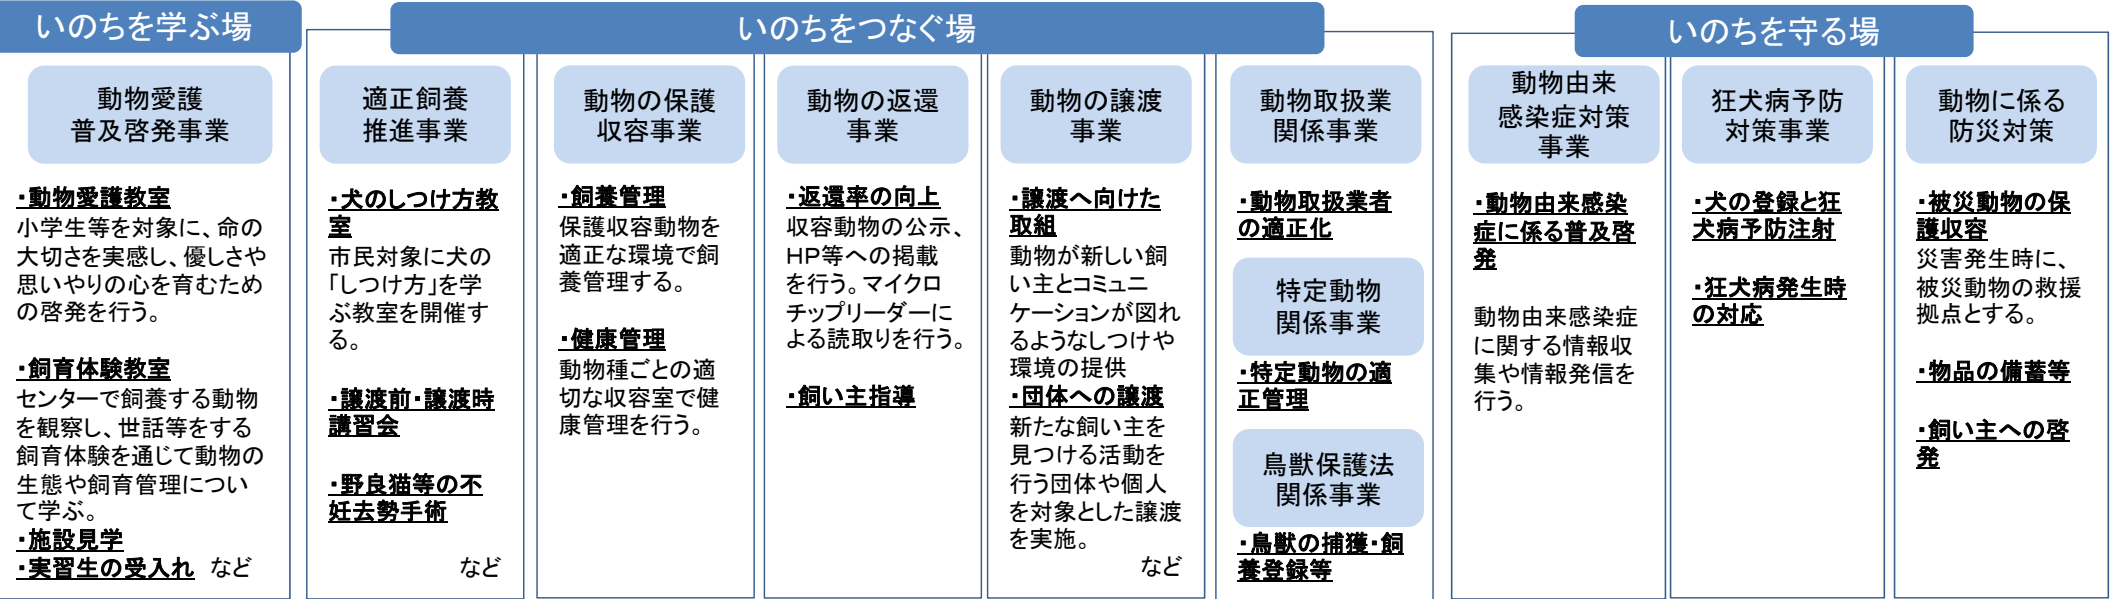 いのちを学ぶ場
動物愛護
普及啓発事業
・動物愛護教室
小学生等を対象に、命の
大切さを実感し、優しさや
思いやりの心を育むため
の啓発を行う。
・飼育体験教室
センターで飼養する動物
を観察し、世話等をする
飼育体験を通じて動物の
生態や飼育管理につい
て学ぶ。
・施設見学
・実習生の受入れ など
いのちをつなぐ場
適正飼養
推進事業
・犬のしつけ方教
室
市民対象に犬の
「しつけ方」を学
ぶ教室を開催す
る。
・譲渡前・譲渡時
講習会
・野良猫等の不
妊去勢手術
など
動物の保護
収容事業
・飼養管理
保護収容動物を
適正な環境で飼
養管理する。
・健康管理
動物種ごとの適
切な収容室で健
康管理を行う。
動物の返還
事業
・返還率の向上
収容動物の公示、
HP等への掲載
を行う。マイクロ
チップリーダーに
よる読取りを行う。
・飼い主指導
動物の譲渡
事業
・譲渡へ向けた
取組
動物が新しい飼
い主とコミュニ
ケーションが図れ
るようなしつけや
環境の提供
・団体への譲渡
新たな飼い主を
見つける活動を
行う団体や個人
を対象とした譲渡
を実施。
など
動物取扱業
関係事業
・動物取扱業者
の適正化
特定動物
関係事業
・特定動物の適
正管理
鳥獣保護法
関係事業
・鳥獣の捕獲・飼
養登録等
いのちを守る場
動物由来
感染症対策
事業
・動物由来感染
症に係る普及啓
発
動物由来感染症
に関する情報収
集や情報発信を
行う。
狂犬病予防
対策事業
・犬の登録と狂
犬病予防注射
・狂犬病発生時
の対応
動物に係る
防災対策
・被災動物の保
護収容
災害発生時に、
被災動物の救援
拠点とする。
・物品の備蓄等
・飼い主への啓
発